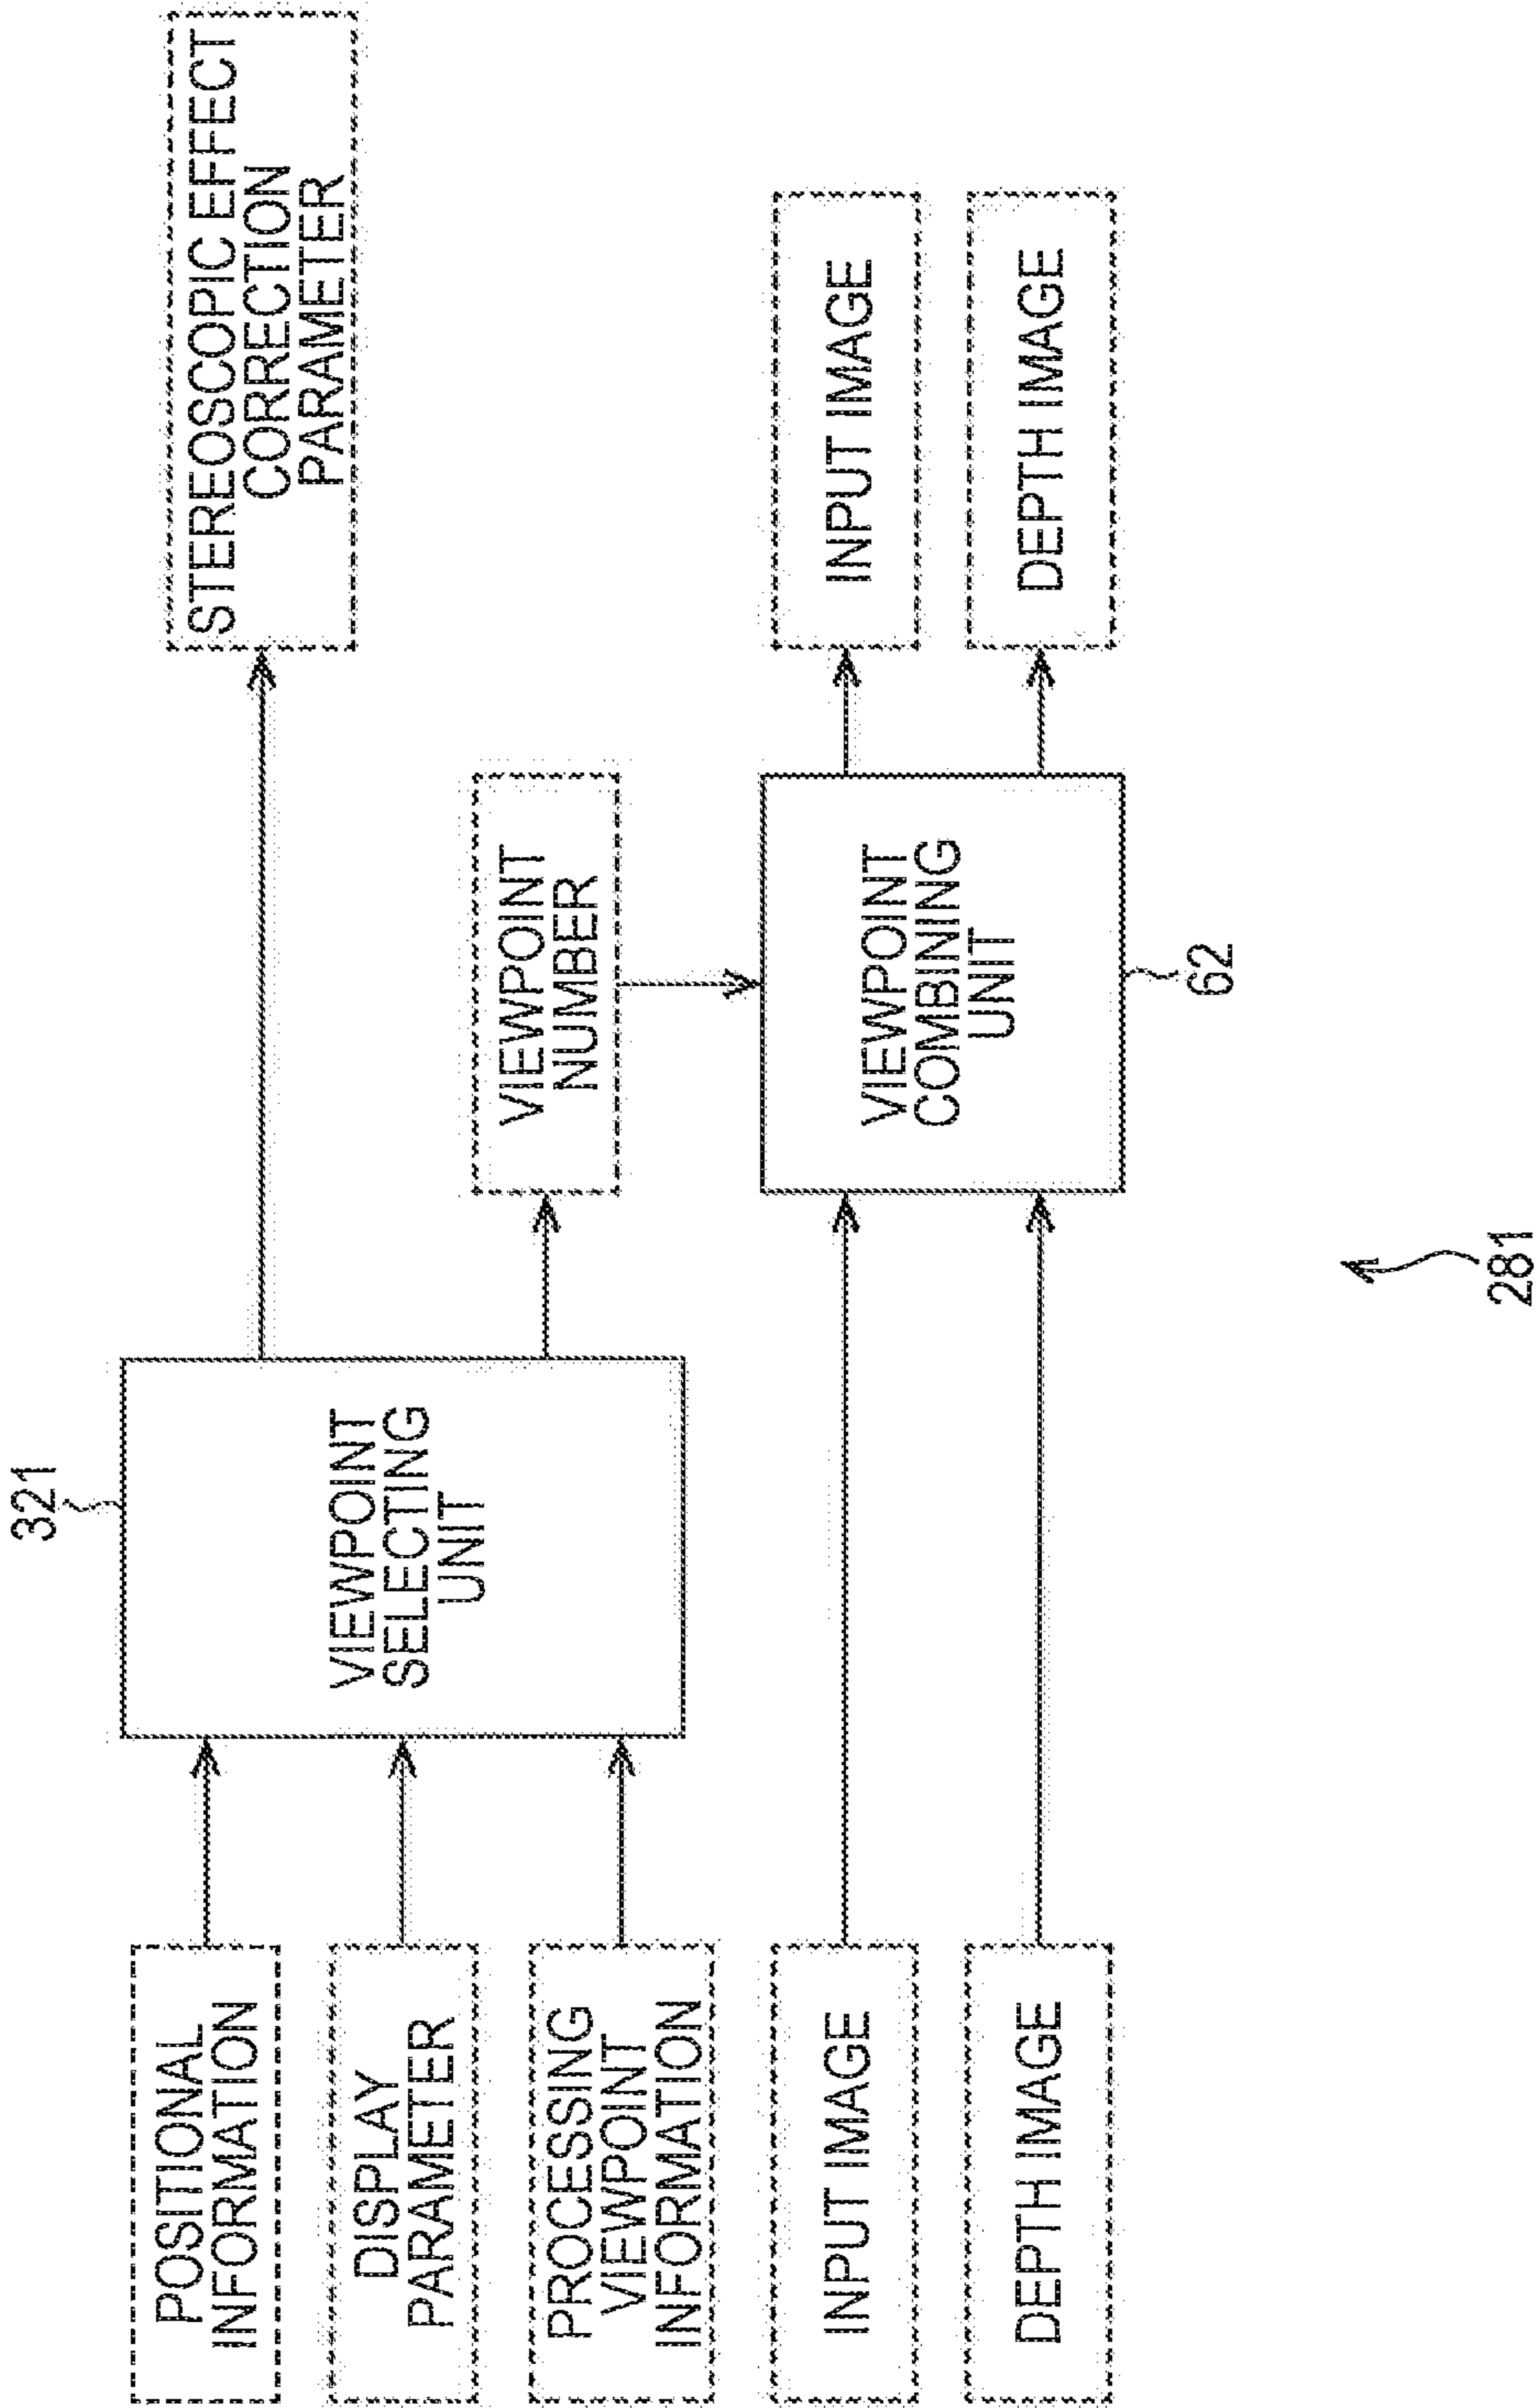 321
POSITIONAL
INFORMATION
DISPLAY
PARAMETER
PROCESSING
VIEWPOINT
INFORMATION
INPUT IMAGE
DEPTH IMAGE
VIEWPOINT
SELECTING
UNIT
VIEWPOINT
NUMBER
VIEWPOINT
COMBINING
UNIT
62
STEREOSCOPIC EFFECT
CORRECTION
PARAMETER
INPUT IMAGE
DEPTH IMAGE
281